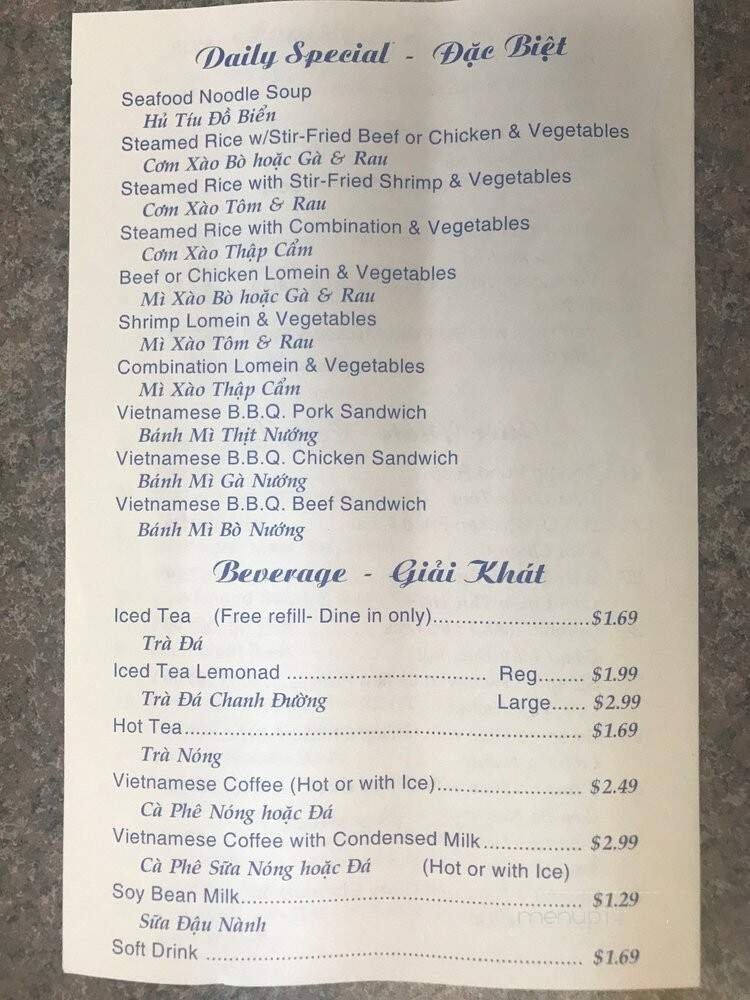 Daily Special - Đặc Biệt
Seafood Noodle Soup
Hủ Tíu Đồ Biển
Steamed Rice w/Stir-Fried Beef or Chicken & Vegetables
Cơm Xào Bò hoặc Gà & Rau
Steamed Rice with Stir-Fried Shrimp & Vegetables
Cơm Xào Tôm & Rau
Steamed Rice with Combination & Vegetables
Cơm Xào Thập Cẩm
Beef or Chicken Lomein & Vegetables
Mì Xào Bò hoặc Gà & Rau
Shrimp Lomein & Vegetables
Mì Xào Tôm & Rau
Combination Lomein & Vegetables
Mì Xào Thập Cẩm
Vietnamese B.B.Q. Pork Sandwich
Bánh Mì Thịt Nướng
Vietnamese B.B.Q. Chicken Sandwich
Bánh Mì Gà Nướng
Vietnamese B.B.Q. Beef Sandwich
Bánh Mì Bò Nướng
Beverage - Giải Khát
Iced Tea (Free refill- Dine in only)............................$1.69
Trà Đá
Iced Tea Lemonad ................................... Reg........ $1.99
Trà Đá Chanh Đường Large...... $2.99
Hot Tea...................................................................... $1.69
Trà Nóng
Vietnamese Coffee (Hot or with Ice).......................... $2.49
Cà Phê Nóng hoặc Đá
Vietnamese Coffee with Condensed Milk................. $2.99
Cà Phê Sữa Nóng hoặc Đá (Hot or with Ice)
Soy Bean Milk............................................................ $1.29
Sữa Đậu Nành
Soft Drink .................................................................. $1.69